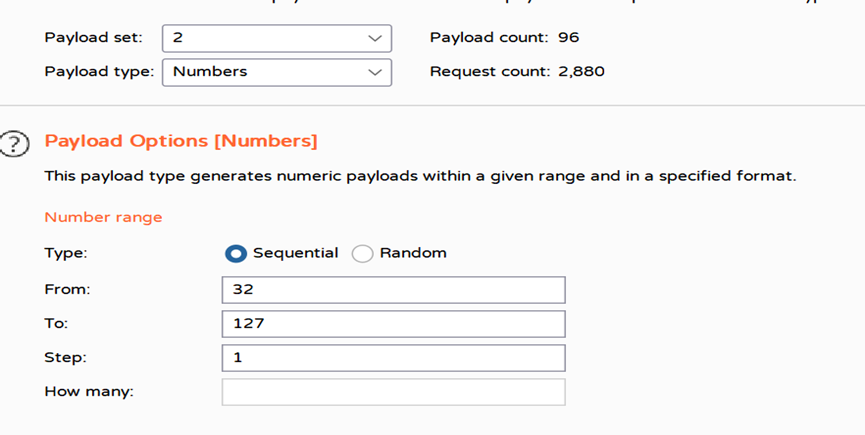 Payload set: 2 Payload count: 96
Payload type: Numbers Request count: 2,880
? Payload Options [Numbers]
This payload type generates numeric payloads within a given range and in a specified format.
Number range
Type: Sequential Random
From: 32
To: 127
Step: 1
How many: